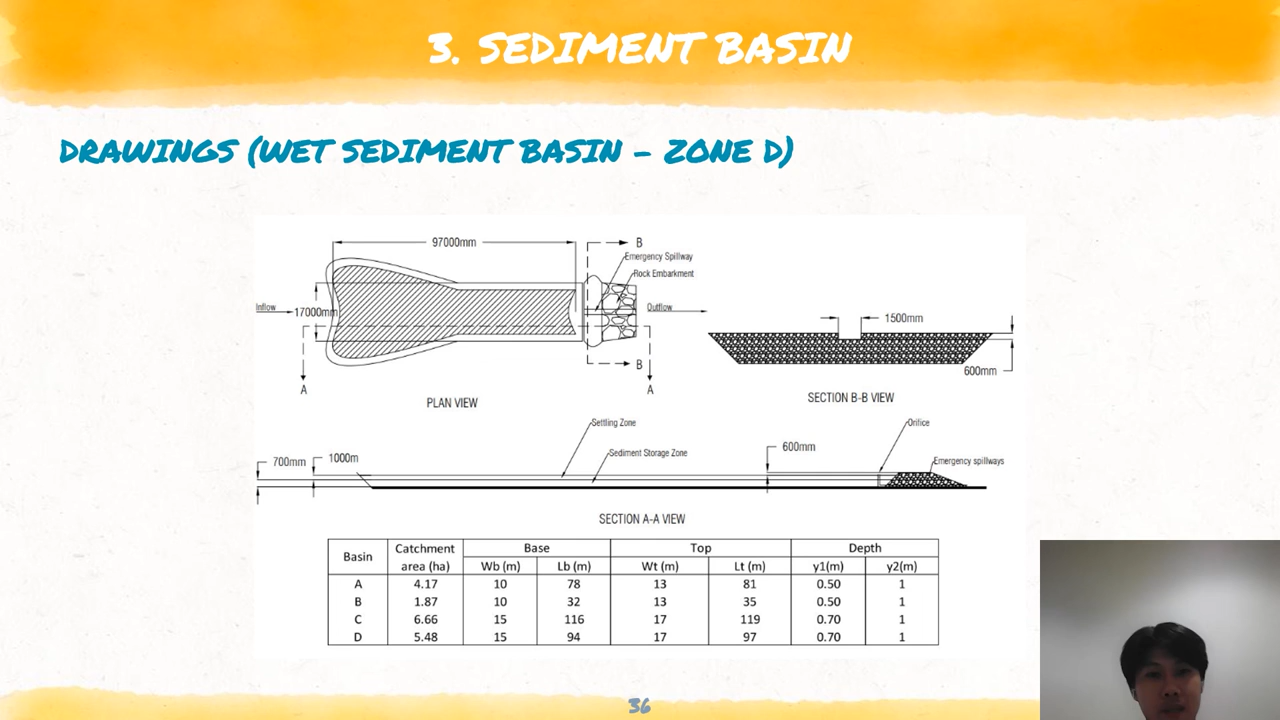 3. SEDIMENT BASIN
DRAWINGS (WET SEDIMENT BASIN – ZONE D)
97000mm
B
Emergency Spillway
Rock Embarkment
Inflow
17000mm
Outflow
B
A
A
PLAN VIEW
1500mm
600mm
SECTION B-B VIEW
Settling Zone
Orifice
700mm
1000m
Sediment Storage Zone
600mm
Emergency spillways
SECTION A-A VIEW
Basin Catchment area (ha) Base Top Depth
Wb (m) Lb (m) Wt (m) Lt (m) y1(m) y2(m)
A 4.17 10 78 13 81 0.50 1
B 1.87 10 32 13 35 0.50 1
C 6.66 15 116 17 119 0.70 1
D 5.48 15 94 17 97 0.70 1
36